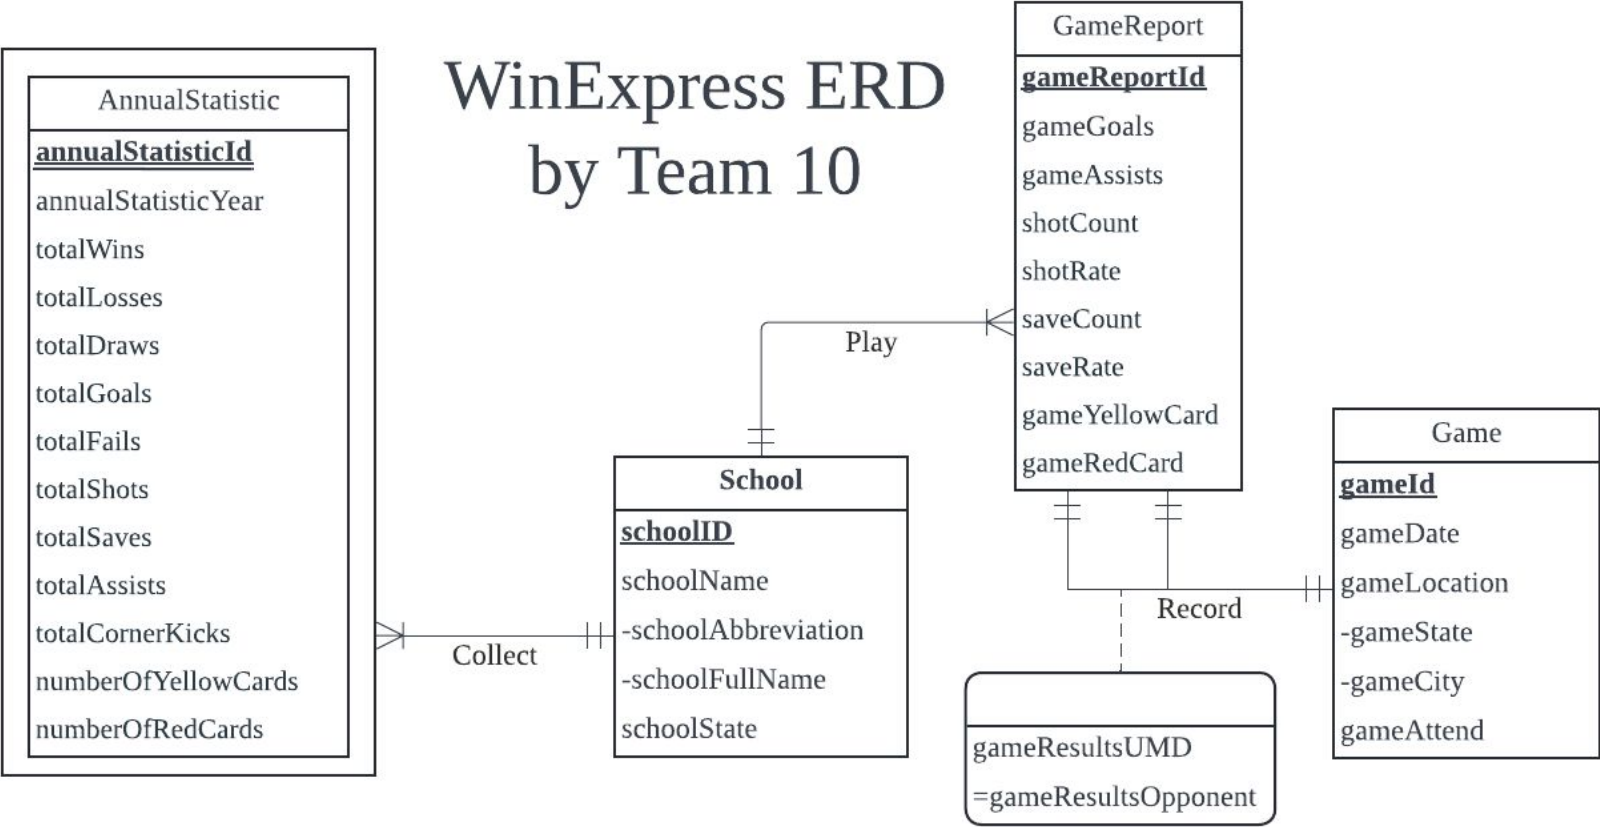 WinExpress ERD
by Team 10
AnnualStatistic
annualStatisticId
annualStatisticYear
totalWins
totalLosses
totalDraws
totalGoals
totalFails
totalShots
totalSaves
totalAssists
totalCornerKicks
numberOfYellowCards
numberOfRedCards
Collect
School
schoolID
schoolName
-schoolAbbreviation
-schoolFullName
schoolState
Play
GameReport
gameReportId
gameGoals
gameAssists
shotCount
shotRate
saveCount
saveRate
gameYellowCard
gameRedCard
Record
gameResultsUMD
=gameResultsOpponent
Game
gameId
gameDate
gameLocation
-gameState
-gameCity
gameAttend